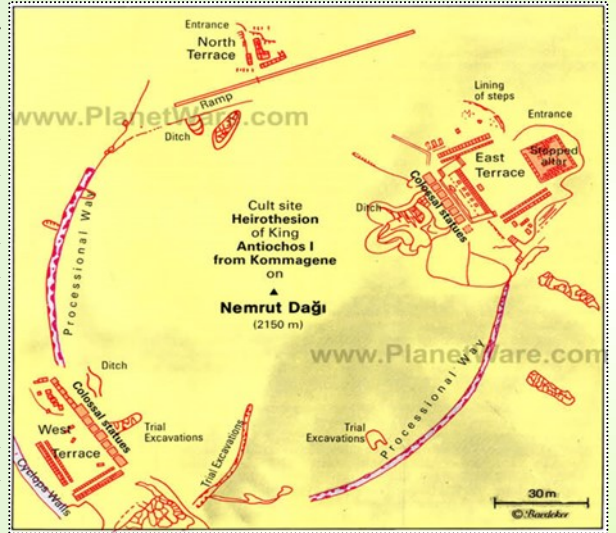 Entrance
North
Terrace
Ramp
www.PlanetWare.com
Ditch
Lining
of steps
Entrance
Stepped
altar
East
Terrace
Colossal statues
Ditch
Cult site
Heirothesion
of King
Antiochos I
from Kommagene
on
Nemrut Dağı
(2150 m)
Processional Way
www.PlanetWare.com
Processional Way
Ditch
Colossal statues
West
Terrace
Trial
Excavations
Trial Excavations
Trial
Excavations
Cyclops Walls
30m
© Baedeker